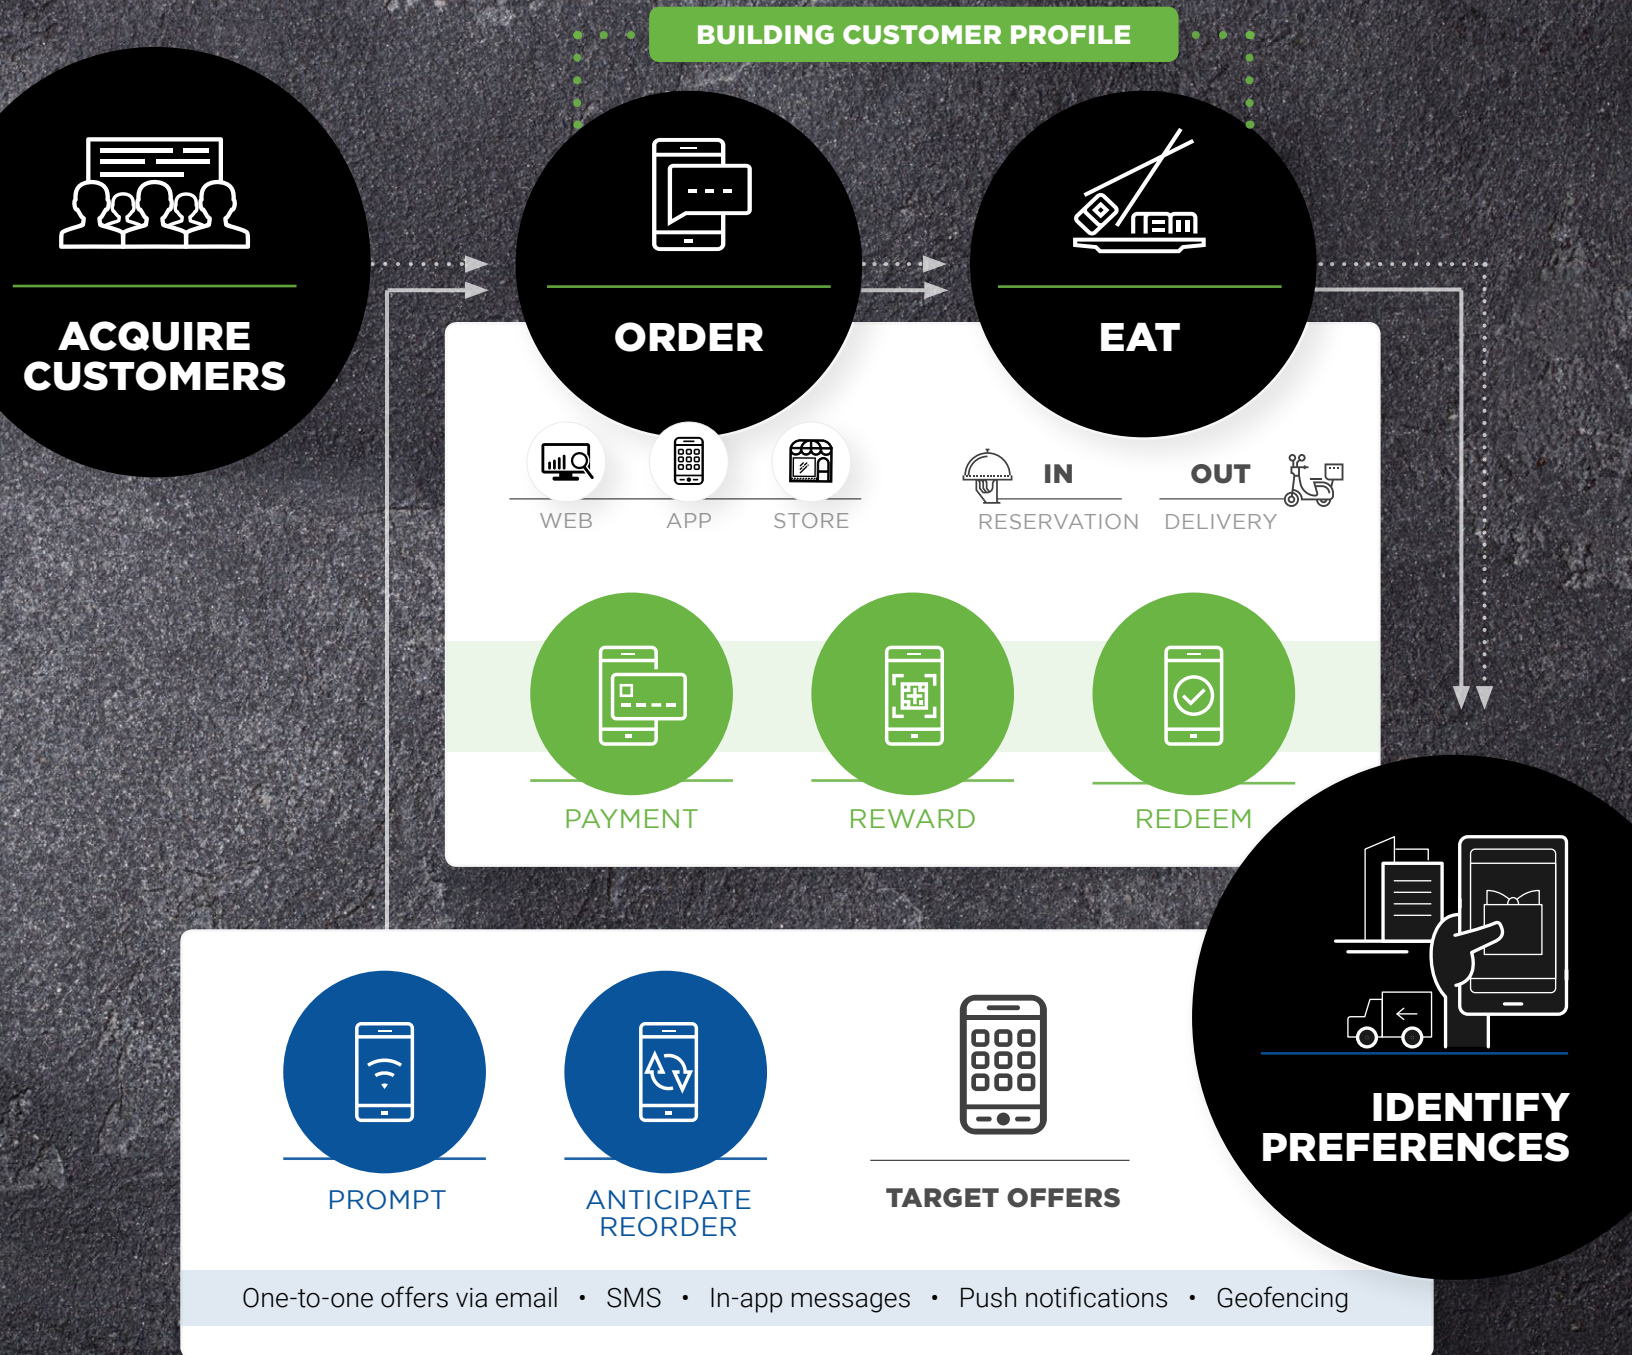 BUILDING CUSTOMER PROFILE
ACQUIRE
CUSTOMERS
ORDER
EAT
WEB
APP
STORE
IN
RESERVATION
OUT
DELIVERY
PAYMENT
REWARD
REDEEM
IDENTIFY
PREFERENCES
PROMPT
ANTICIPATE
REORDER
TARGET OFFERS
One-to-one offers via email • SMS • In-app messages • Push notifications • Geofencing